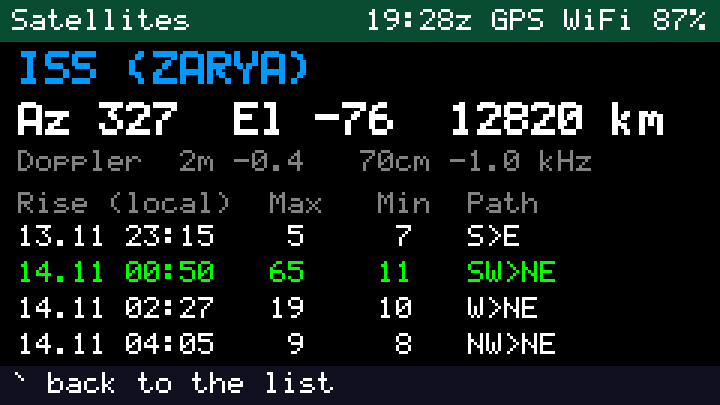 Satellites 19:28z GPS WiFi 87%
ISS (ZARYA)
Az 327 El -76 12820 km
Doppler 2m -0.4 70cm -1.0 kHz
Rise (local) Max Min Path
13.11 23:15 5 7 S>E
14.11 00:50 65 11 SW>NE
14.11 02:27 19 10 W>NE
14.11 04:05 9 8 NW>NE
` back to the list